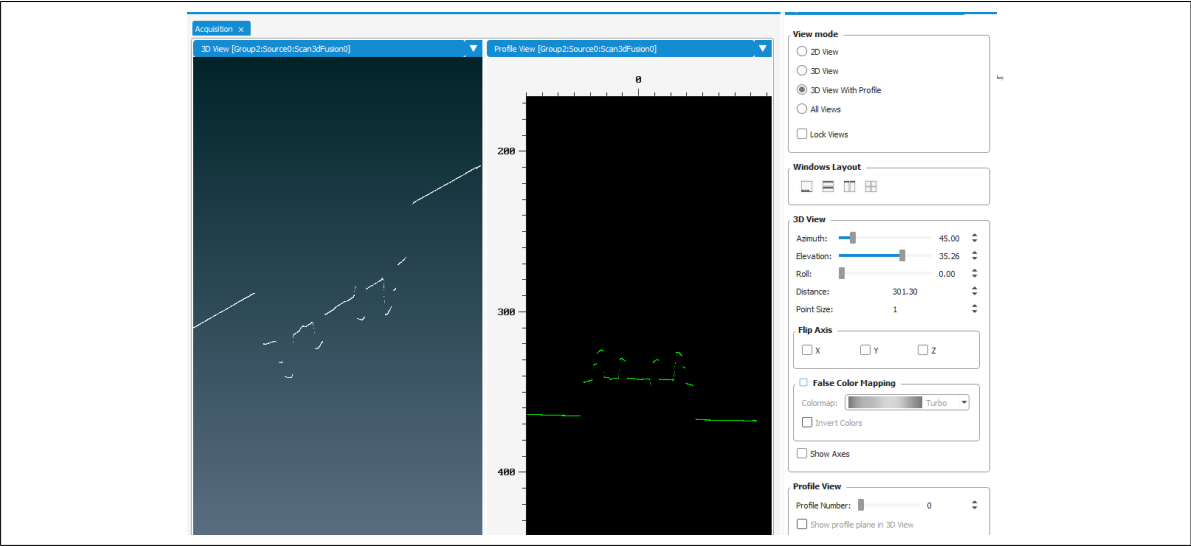 Acquisition ×
3D View [Group2:Source0:Scan3dFusion0]
Profile View [Group2:Source0:Scan3dFusion0]
0
200
300
400
View mode
2D View
3D View
3D View With Profile
All Views
Lock Views
Windows Layout
3D View
Azimuth: 45.00
Elevation: 35.26
Roll: 0.00
Distance: 301.30
Point Size: 1
Flip Axis
X Y Z
False Color Mapping
Colormap: Turbo
Invert Colors
Show Axes
Profile View
Profile Number: 0
Show profile plane in 3D View